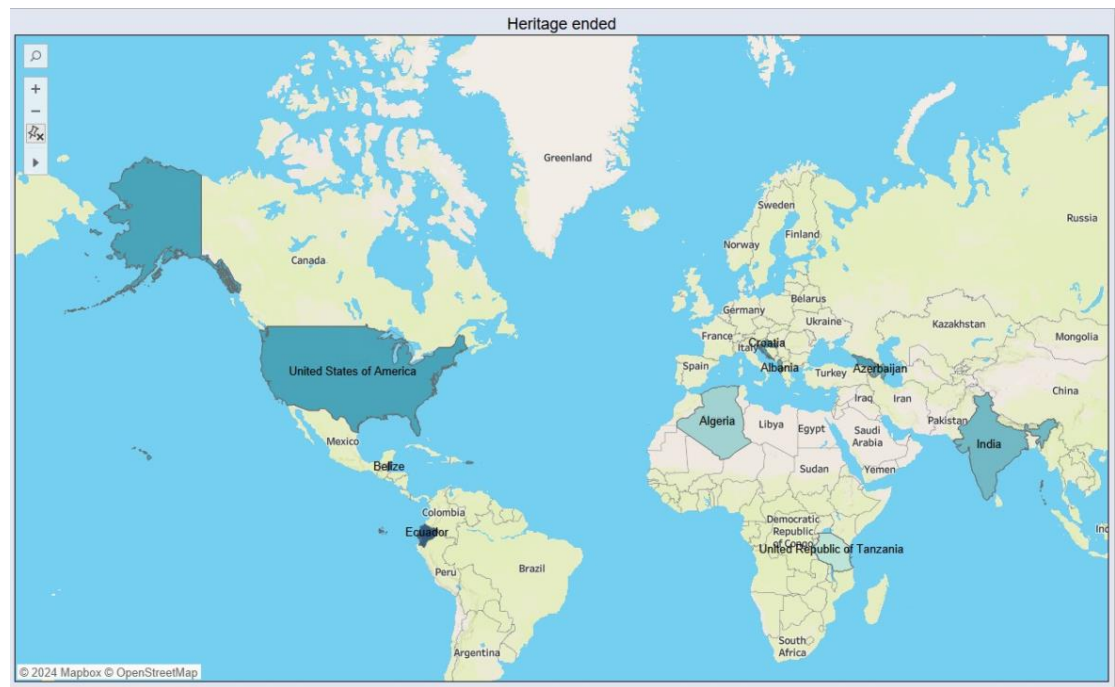 Heritage ended
Greenland
Sweden
Russia
Finland
Norway
Canada
Belarus
Germany
Ukraine
Kazakhstan
France
Mongolia
Italy
Croatia
Spain
Albania
Turkey
Azerbaijan
United States of America
China
Iraq
Iran
Algeria
Libya
Egypt
Pakistan
Saudi
Arabia
Mexico
India
Belize
Sudan
Yemen
Colombia
Ecuador
Democratic
Republic
of Congo
United Republic of Tanzania
Peru
Brazil
South
Africa
Argentina
© 2024 Mapbox © OpenStreetMap